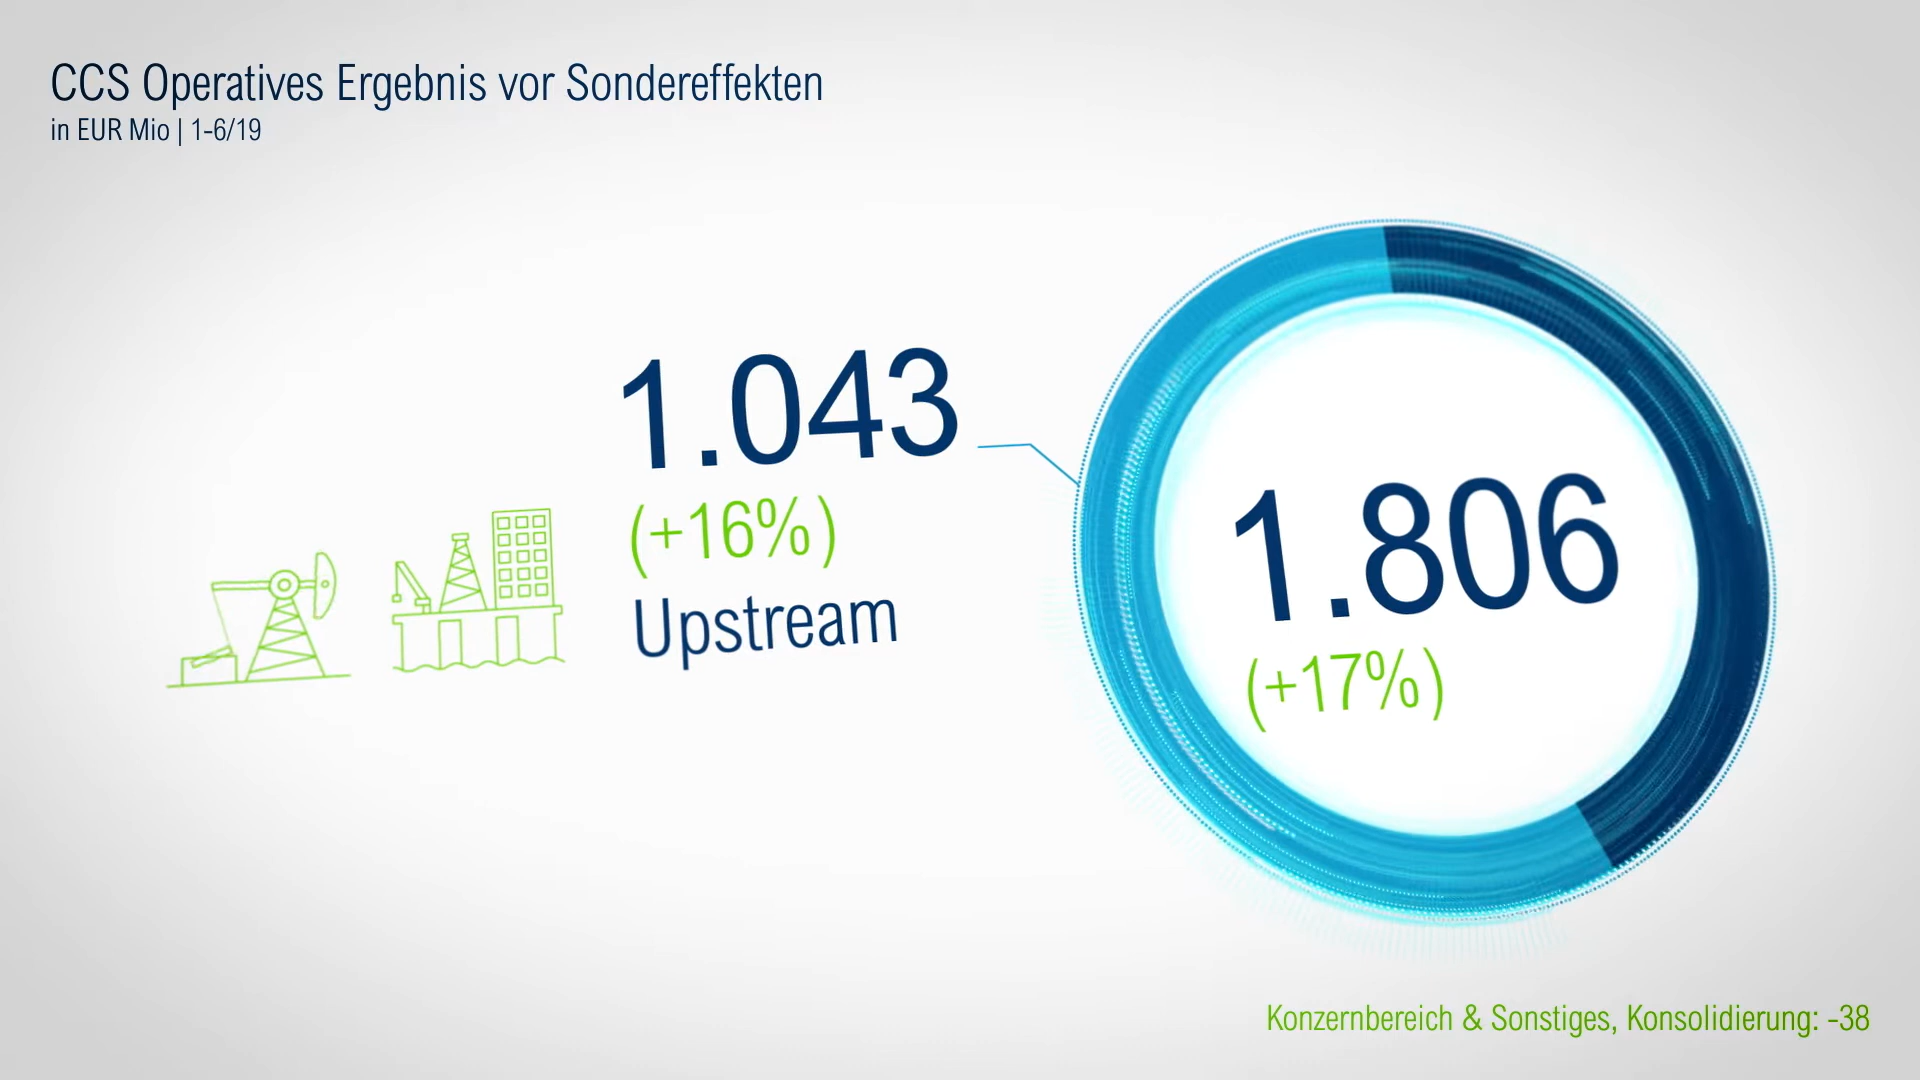 CCS Operatives Ergebnis vor Sondereffekten
in EUR Mio | 1-6/19
1.043
(+16%)
Upstream
1.806
(+17%)
Konzernbereich & Sonstiges, Konsolidierung: -38